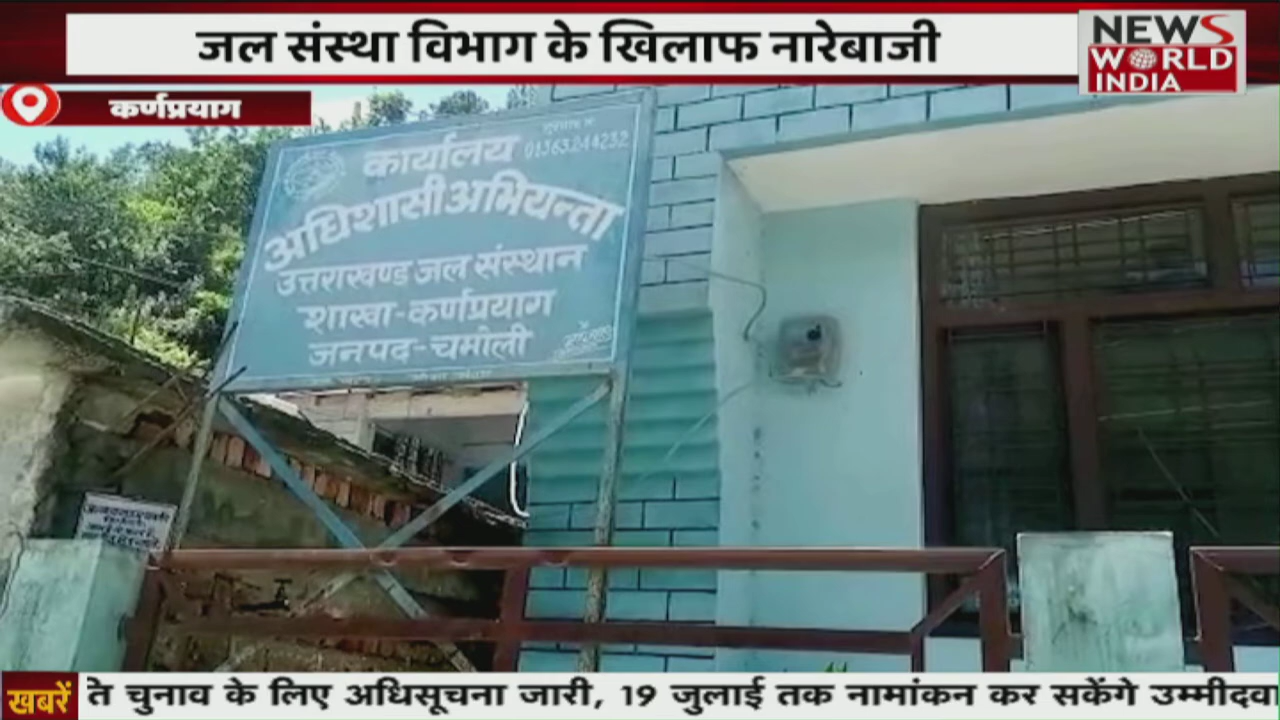 जल संस्था विभाग के खिलाफ नारेबाजी
NEWS
WORLD
INDIA
कर्णप्रयाग
कार्यालय
01363244252
अधिशासी अभियन्ता
उत्तराखण्ड जल संस्थान
शाखा-कर्णप्रयाग
जनपद-चमोली
खबरें
ति चुनाव के लिए अधिसूचना जारी, 19 जुलाई तक नामांकन कर सकेंगे उम्मीदवा